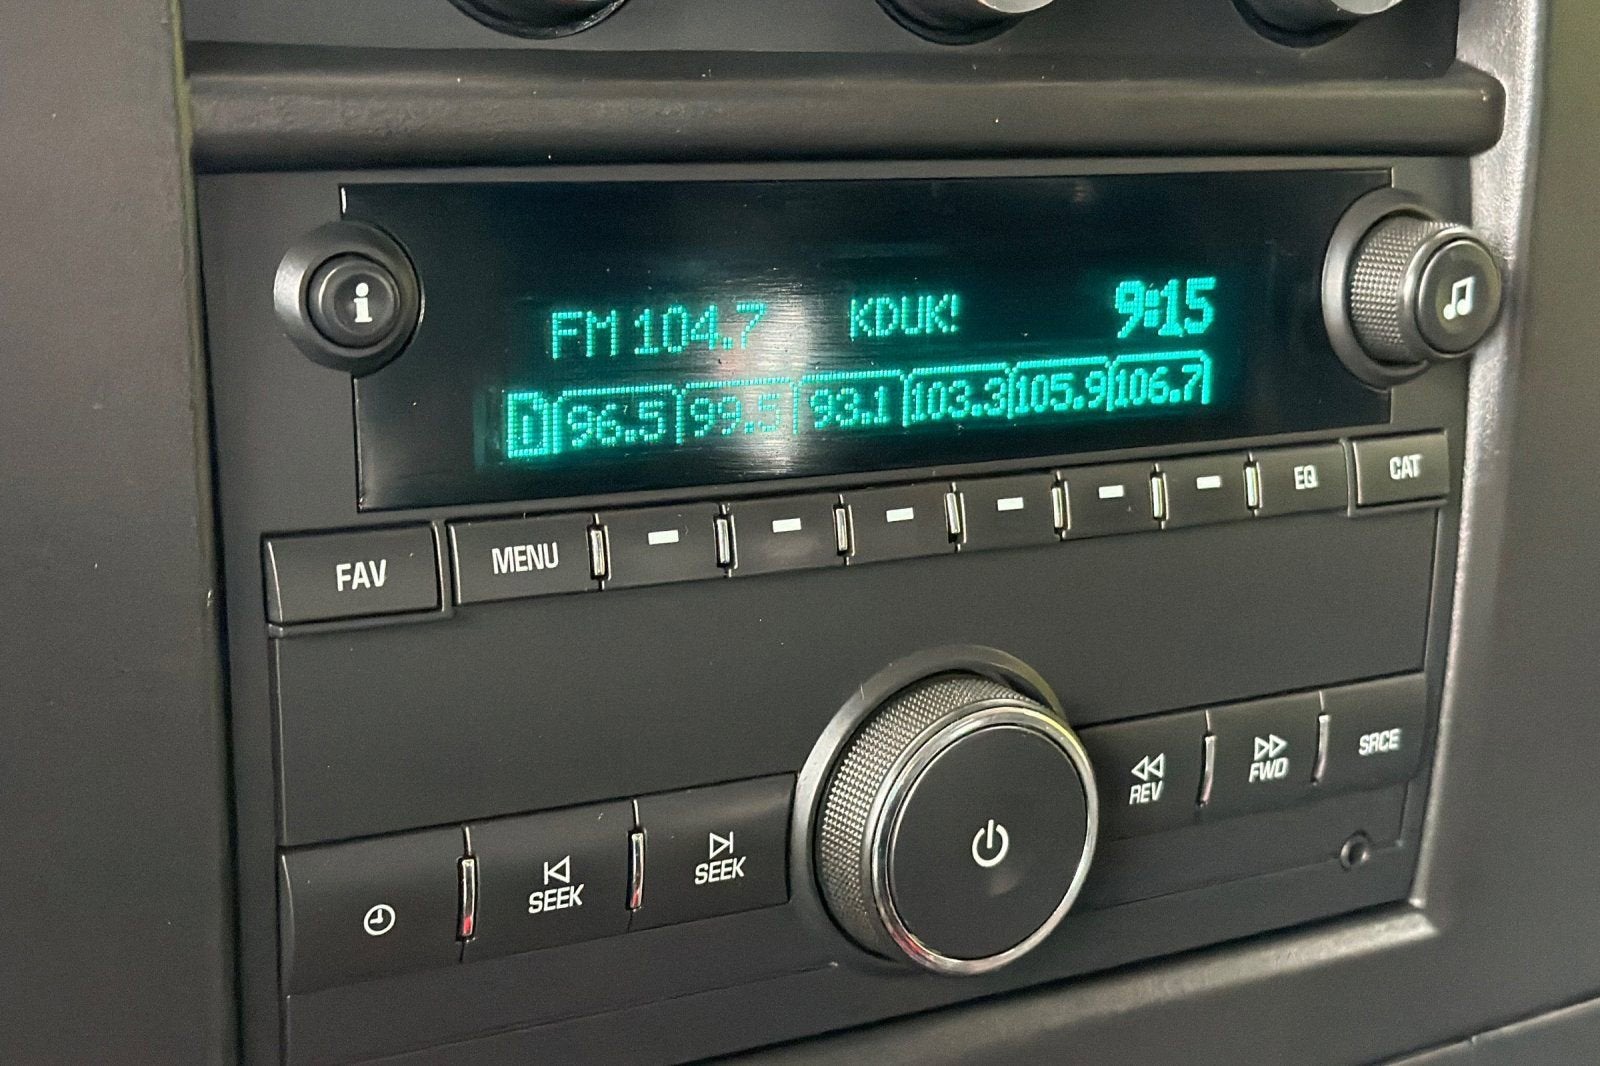 i
FM 104.7 KDUK! 9:15
D 96.5 99.5 93.1 103.3 105.9 106.7
FAV MENU EQ CAT
SEEK SEEK REV FWD SRCE